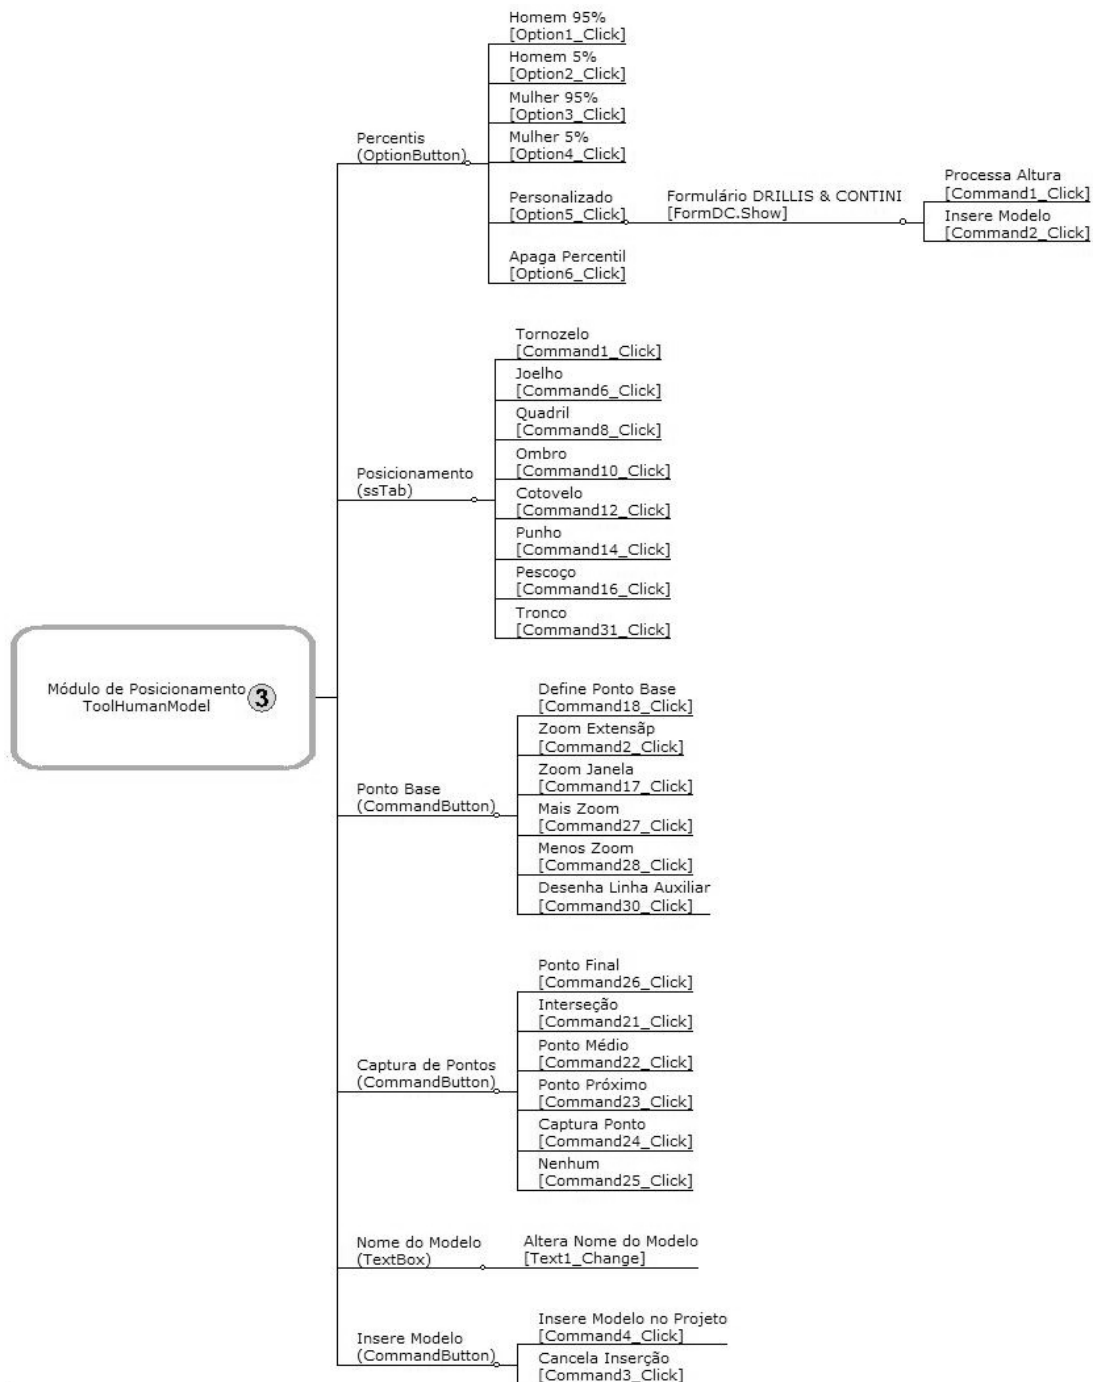 Homem 95%
[Option1_Click]
Homem 5%
[Option2_Click]
Mulher 95%
[Option3_Click]
Mulher 5%
[Option4_Click]
Percentis
(OptionButton)
Personalizado
[Option5_Click]
Formulário DRILLIS & CONTINI
[FormDC.Show]
Processa Altura
[Command1_Click]
Insere Modelo
[Command2_Click]
Apaga Percentil
[Option6_Click]
Tornozelo
[Command1_Click]
Joelho
[Command6_Click]
Quadril
[Command8_Click]
Ombro
[Command10_Click]
Posicionamento
(ssTab)
Cotovelo
[Command12_Click]
Punho
[Command14_Click]
Pescoço
[Command16_Click]
Tronco
[Command31_Click]
Módulo de Posicionamento
ToolHumanModel
3
Define Ponto Base
[Command18_Click]
Zoom Extensãp
[Command2_Click]
Zoom Janela
[Command17_Click]
Ponto Base
(CommandButton)
Mais Zoom
[Command27_Click]
Menos Zoom
[Command28_Click]
Desenha Linha Auxiliar
[Command30_Click]
Ponto Final
[Command26_Click]
Interseção
[Command21_Click]
Ponto Médio
[Command22_Click]
Captura de Pontos
(CommandButton)
Ponto Próximo
[Command23_Click]
Captura Ponto
[Command24_Click]
Nenhum
[Command25_Click]
Nome do Modelo
(TextBox)
Altera Nome do Modelo
[Text1_Change]
Insere Modelo
(CommandButton)
Insere Modelo no Projeto
[Command4_Click]
Cancela Inserção
[Command3_Click]